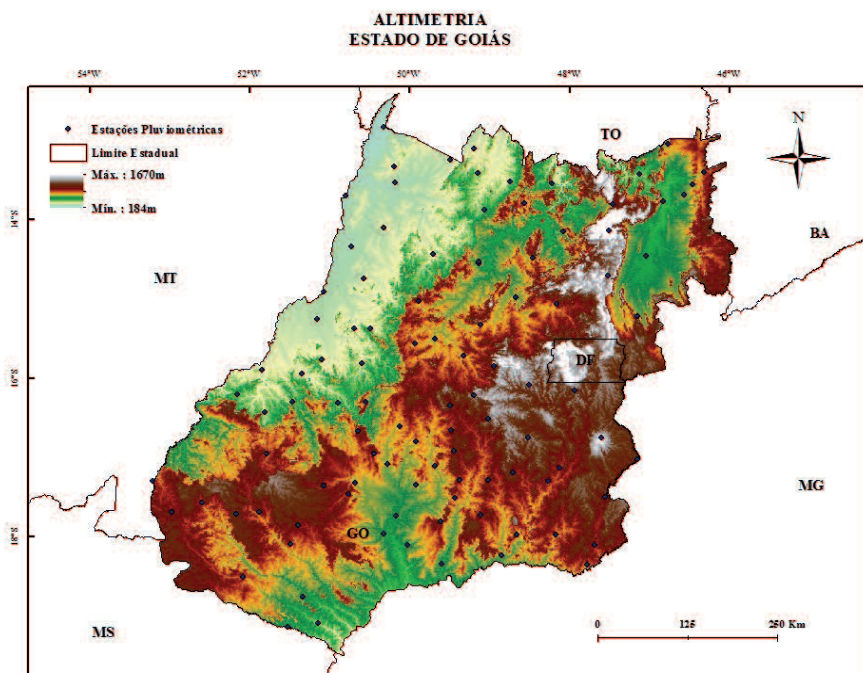 ALTIMETRIA
ESTADO DE GOIÁS
54°W 52°W 50°W 48°W 46°W
Estações Pluviométricas
Limite Estadual
Máx. : 1670m
Mín. : 184m
N
TO
14°S
BA
MT
DF
16°S
MG
GO
18°S
MS
0 125 250 Km